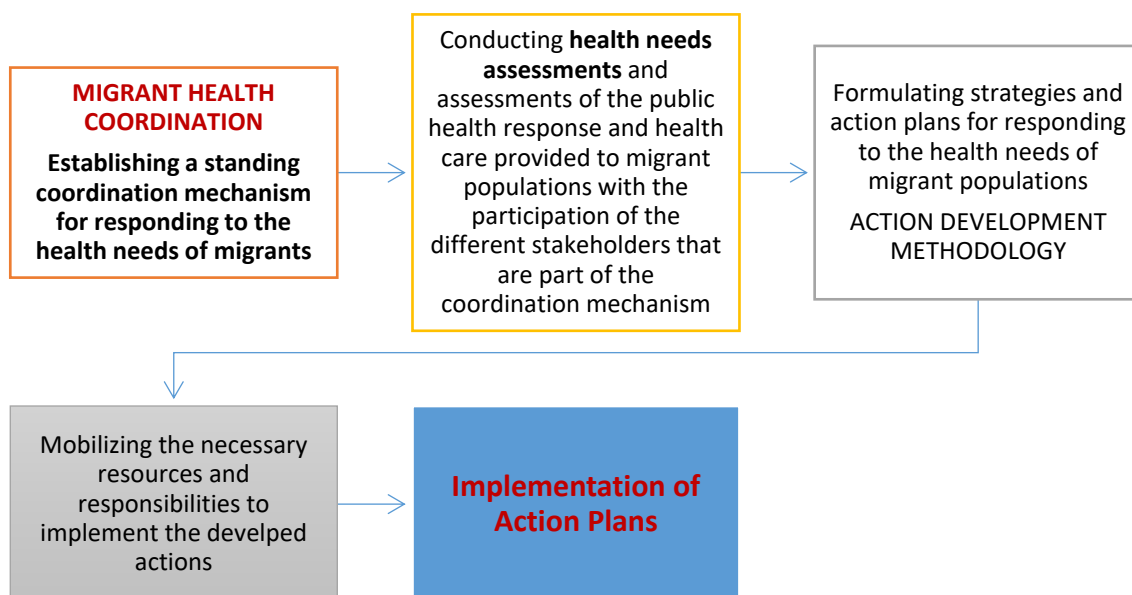 MIGRANT HEALTH
COORDINATION
Establishing a standing
coordination mechanism
for responding to the
health needs of migrants
Conducting health needs
assessments and
assessments of the public
health response and health
care provided to migrant
populations with the
participation of the
different stakeholders that
are part of the
coordination mechanism
Formulating strategies and
action plans for responding
to the health needs of
migrant populations
ACTION DEVELOPMENT
METHODOLOGY
Mobilizing the necessary
resources and
responsibilities to
implement the develped
actions
Implementation of
Action Plans